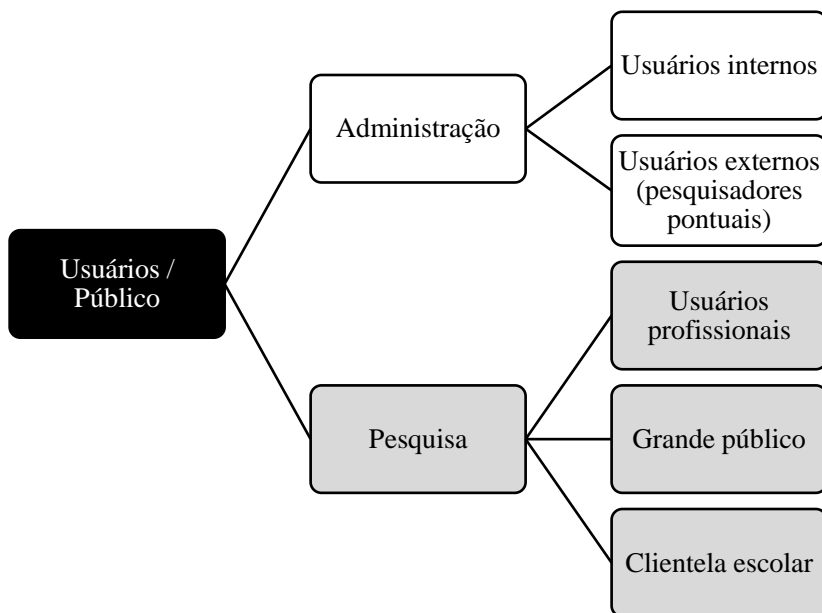 Usuários / 
Público
Administração
Usuários internos
Usuários externos
(pesquisadores
pontuais)
Pesquisa
Usuários
profissionais
Grande público
Clientela escolar